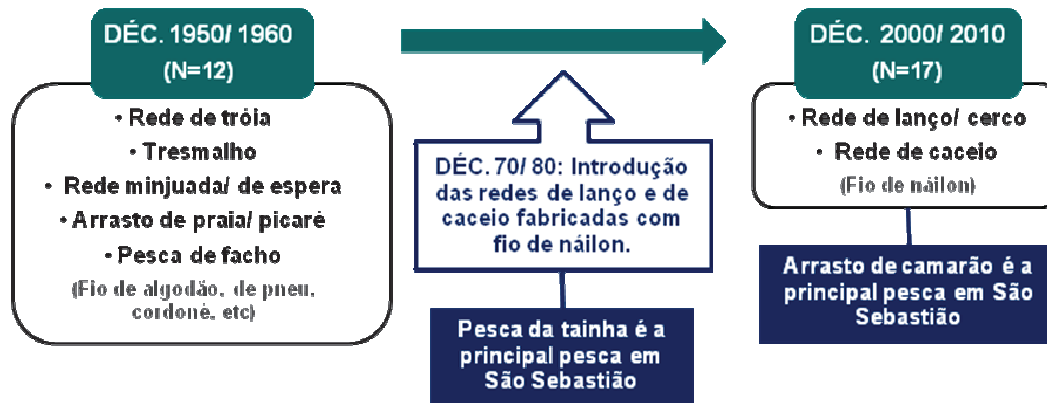 DÉC. 1950/ 1960
(N=12)
• Rede de tróia
• Tresmalho
• Rede minjuada/ de espera
• Arrasto de praia/ picaré
• Pesca de facho
(Fio de algodão, de pneu,
cordonê, etc)
DÉC. 70/ 80: Introdução
das redes de lanço e de
caceio fabricadas com
fio de náilon.
Pesca da tainha é a
principal pesca em
São Sebastião
DÉC. 2000/ 2010
(N=17)
• Rede de lanço/ cerco
• Rede de caceio
(Fio de náilon)
Arrasto de camarão é a
principal pesca em São
Sebastião